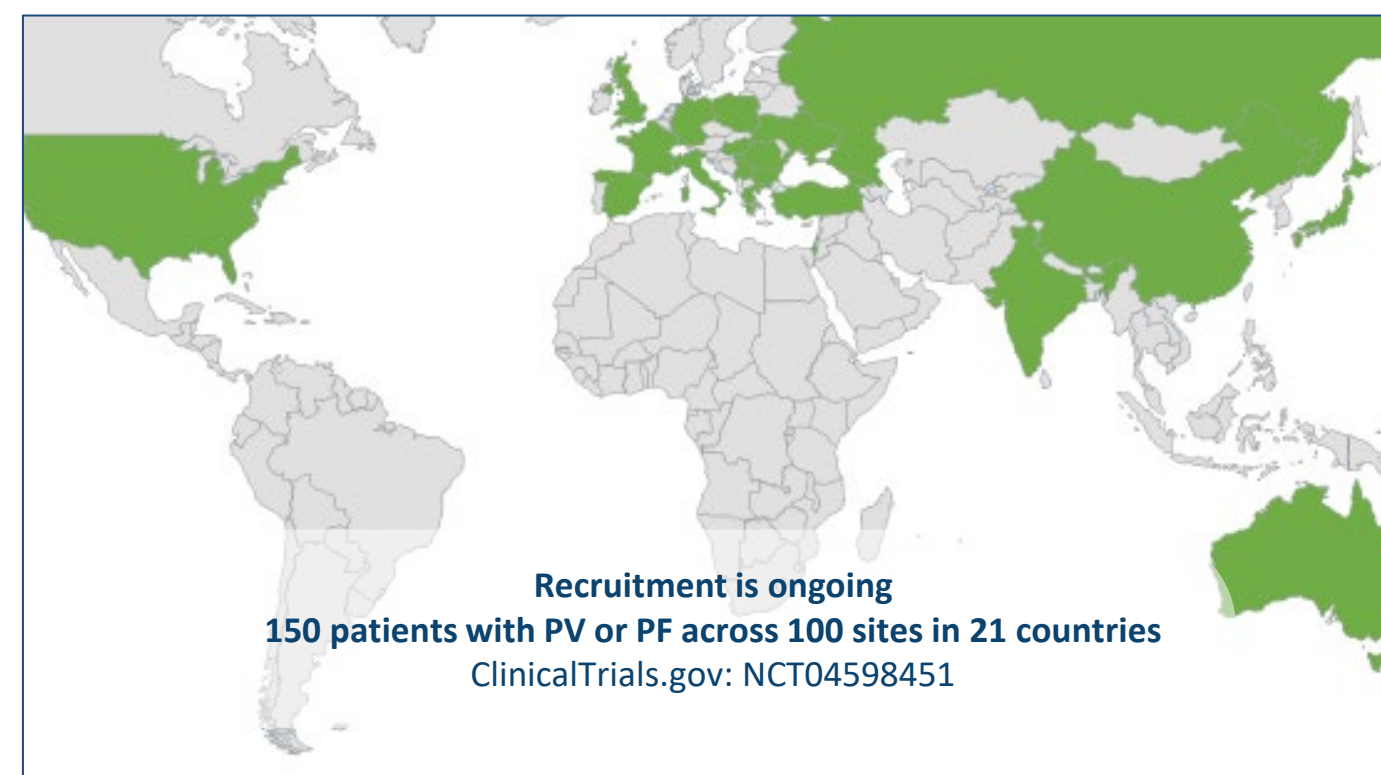 Recruitment is ongoing
150 patients with PV or PF across 100 sites in 21 countries
ClinicalTrials.gov: NCT04598451